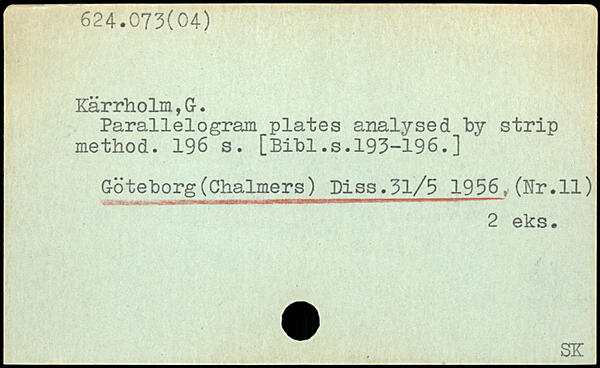 624.073(04)
Kärrholm,G.
Parallelogram plates analysed by strip
method. 196 s. [Bibl.s.193-196.]
Göteborg(Chalmers) Diss.31/5 1956, (Nr.11)
2 eks.
SK